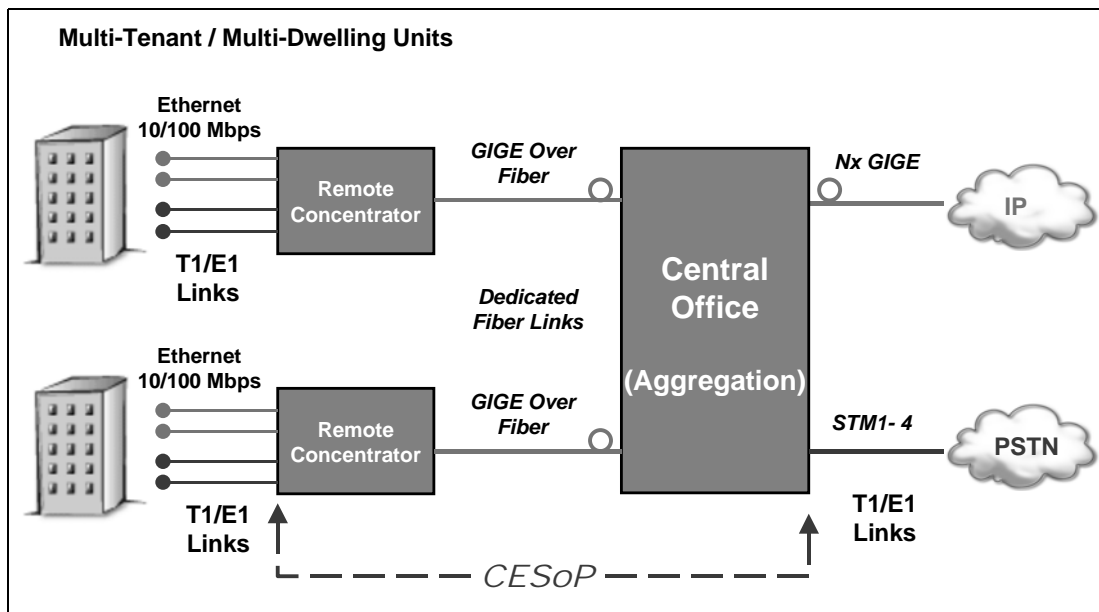 Multi-Tenant / Multi-Dwelling Units
Ethernet
10/100 Mbps
T1/E1
Links
Remote
Concentrator
GIGE Over
Fiber
Dedicated
Fiber Links
Central
Office
(Aggregation)
Nx GIGE
IP
Ethernet
10/100 Mbps
T1/E1
Links
Remote
Concentrator
GIGE Over
Fiber
STM1- 4
PSTN
T1/E1
Links
CESoP